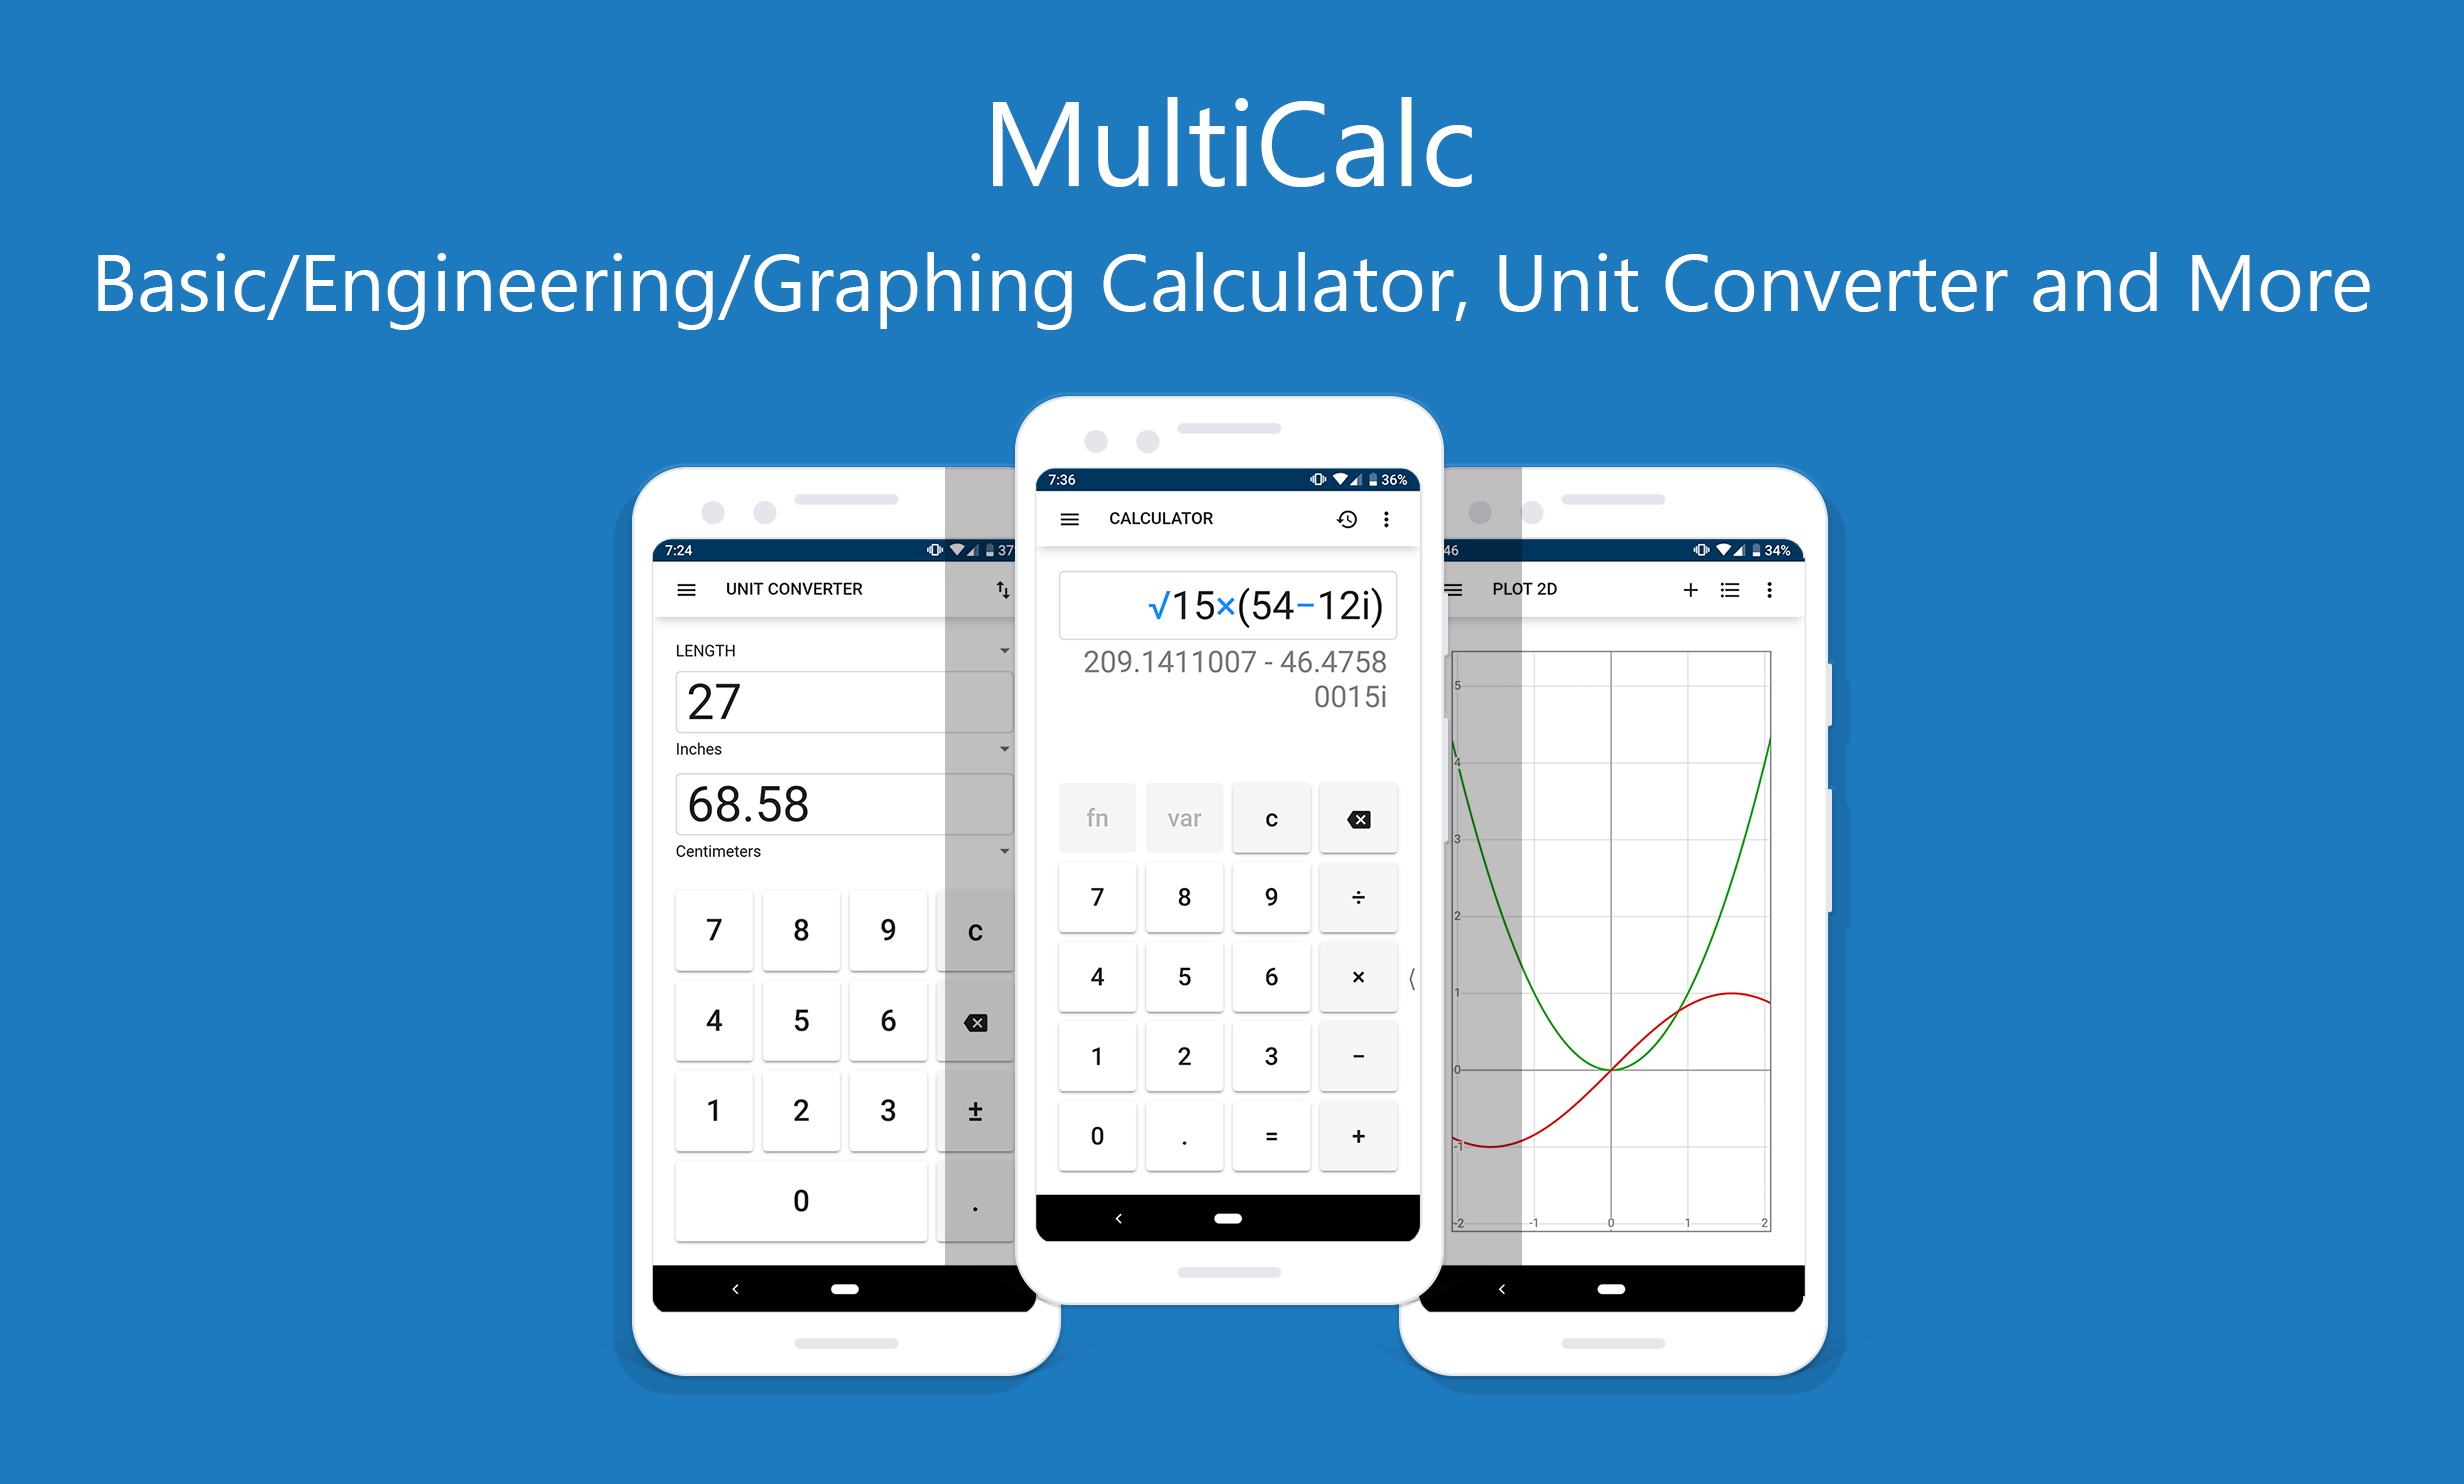 MultiCalc
Basic/Engineering/Graphing Calculator, Unit Converter and More
7:24
37
UNIT CONVERTER
LENGTH
27
Inches
68.58
Centimeters
7 8 9 c
4 5 6
1 2 3 ±
0 .
7:36 36%
CALCULATOR
√15×(54−12i)
209.1411007 - 46.4758
0015i
fn var c
7 8 9 ÷
4 5 6 ×
1 2 3 −
0 . = +
46 34%
PLOT 2D
5
4
3
2
1
0
-1
-2 -1 0 1 2